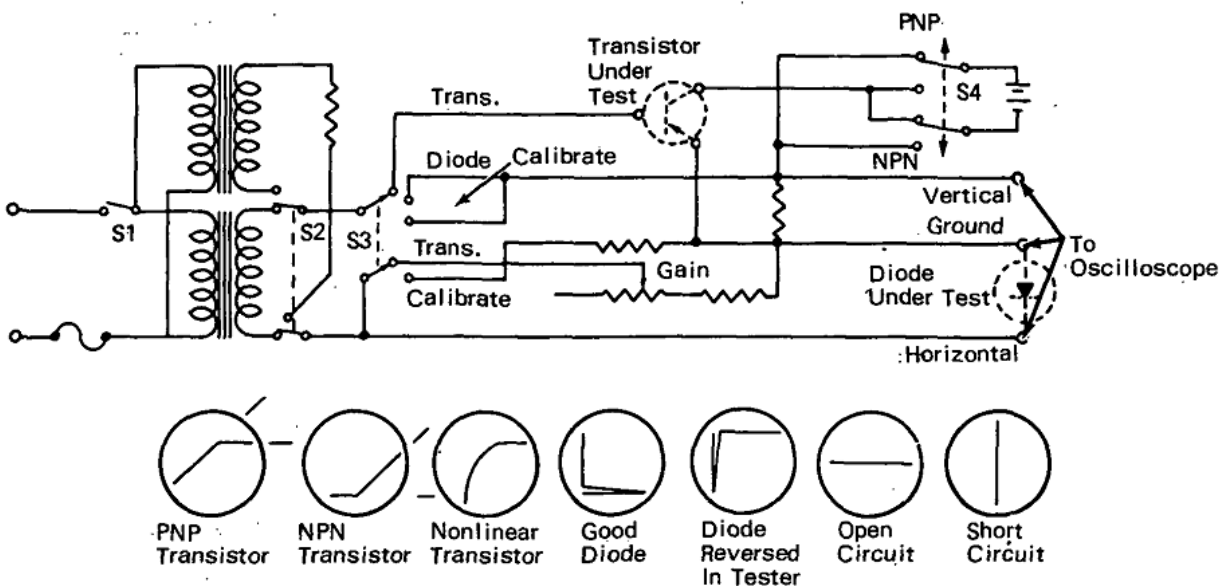 PNP
Transistor
Under
Test
S4
Trans.
Diode
Calibrate
NPN
Vertical
S1
S2
S3
Ground
Trans.
To
Oscilloscope
Gain
Diode
Under Test
Calibrate
Horizontal
PNP
Transistor
NPN
Transistor
Nonlinear
Transistor
Good
Diode
Diode
Reversed
In Tester
Open
Circuit
Short
Circuit